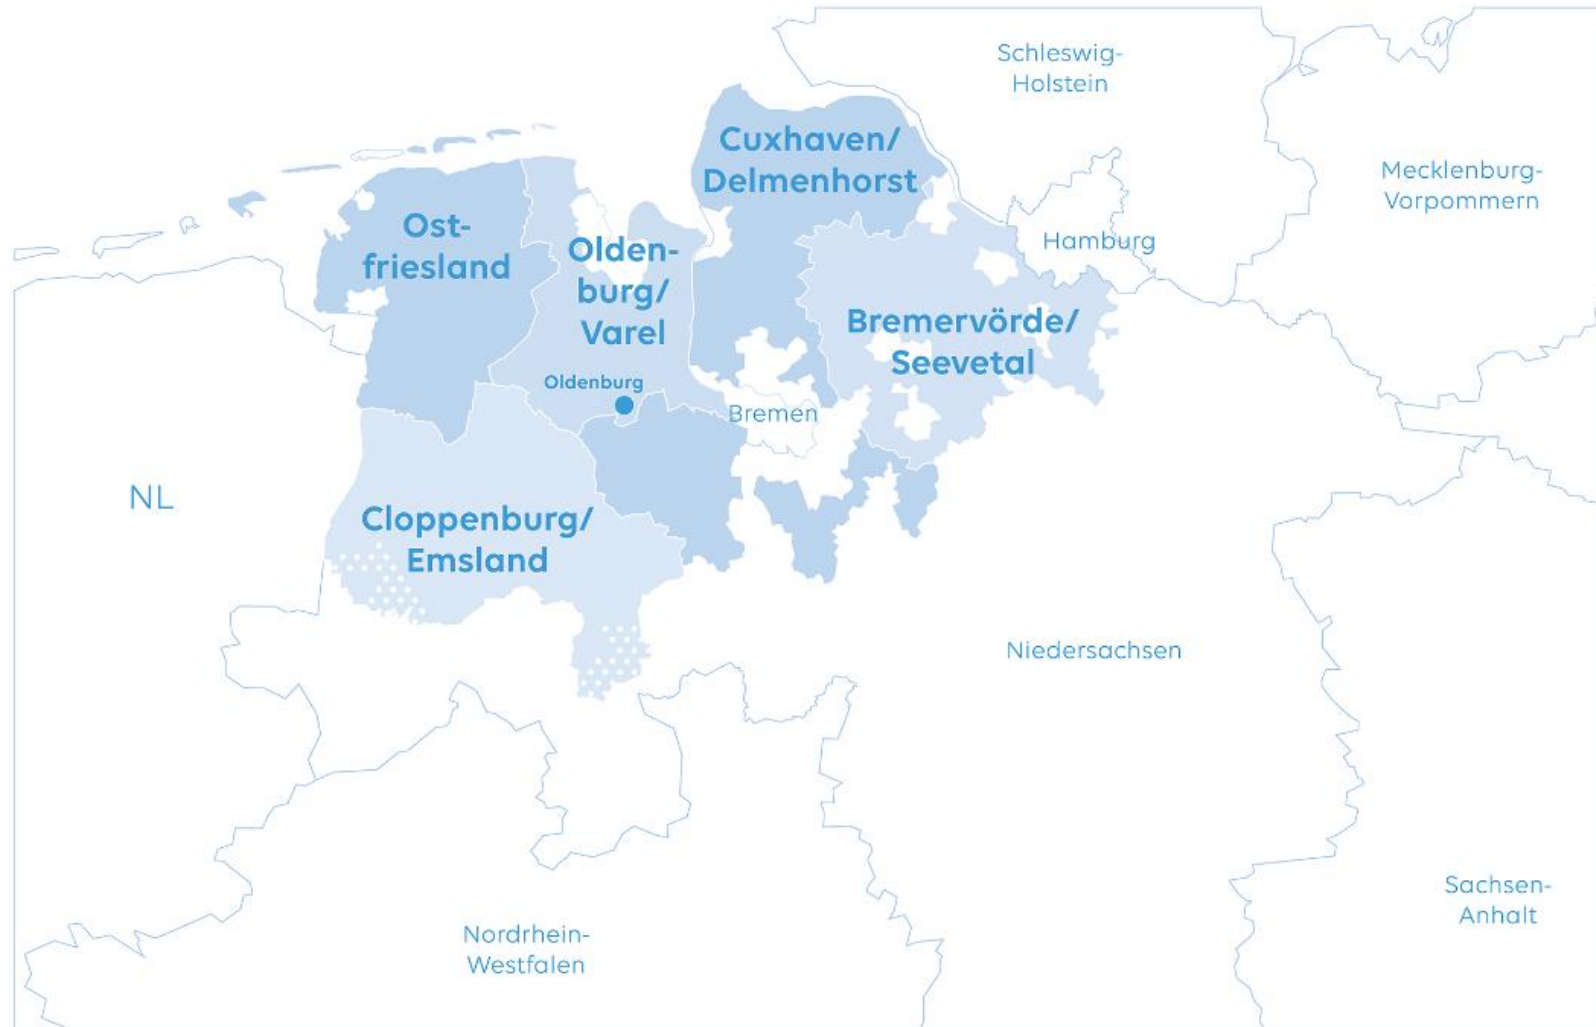 Schleswig-
Holstein
Cuxhaven/
Delmenhorst
Mecklenburg-
Vorpommern
Ost-
friesland
Olden-
burg/
Varel
Hamburg
Bremervörde/
Seevetal
Oldenburg
Bremen
NL
Cloppenburg/
Emsland
Niedersachsen
Sachsen-
Anhalt
Nordrhein-
Westfalen